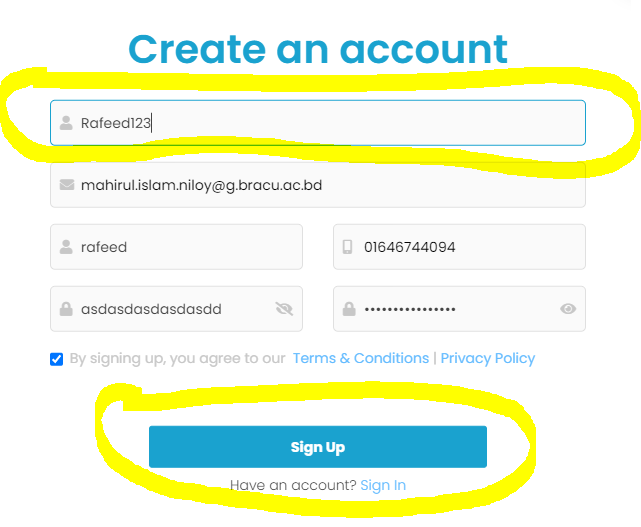 Create an account
Rafeed123
mahirul.islam.niloy@g.bracu.ac.bd
rafeed 01646744094
asdasdasdasdasdd ••••••••••••••••
By signing up, you agree to our Terms & Conditions | Privacy Policy
Sign Up
Have an account? Sign In